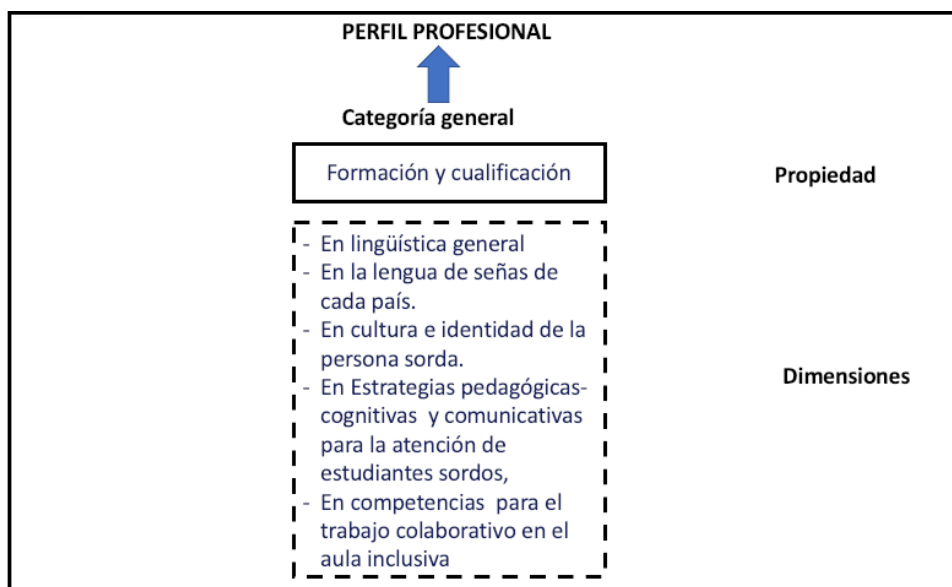 PERFIL PROFESIONAL
Categoría general
Formación y cualificación
Propiedad
- En lingüística general
- En la lengua de señas de
cada país.
- En cultura e identidad de la
persona sorda.
- En Estrategias pedagógicas-
cognitivas y comunicativas
para la atención de
estudiantes sordos,
- En competencias para el
trabajo colaborativo en el
aula inclusiva
Dimensiones